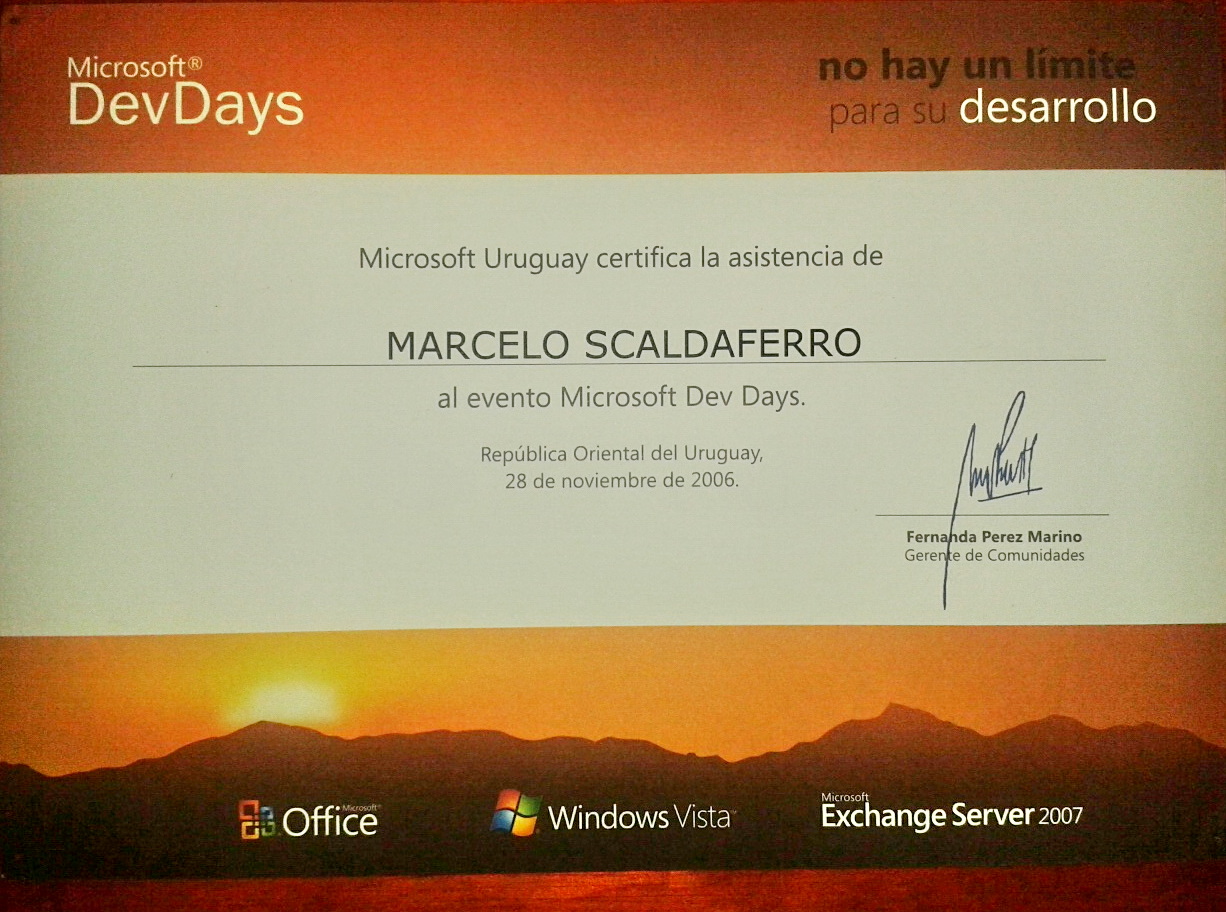 Microsoft®
DevDays
no hay un límite
para su desarrollo
Microsoft Uruguay certifica la asistencia de
MARCELO SCALDAFERRO
al evento Microsoft Dev Days.
República Oriental del Uruguay,
28 de noviembre de 2006.
Fernanda Perez Marino
Gerente de Comunidades
Microsoft®
Office
Windows Vista™
Microsoft
Exchange Server 2007